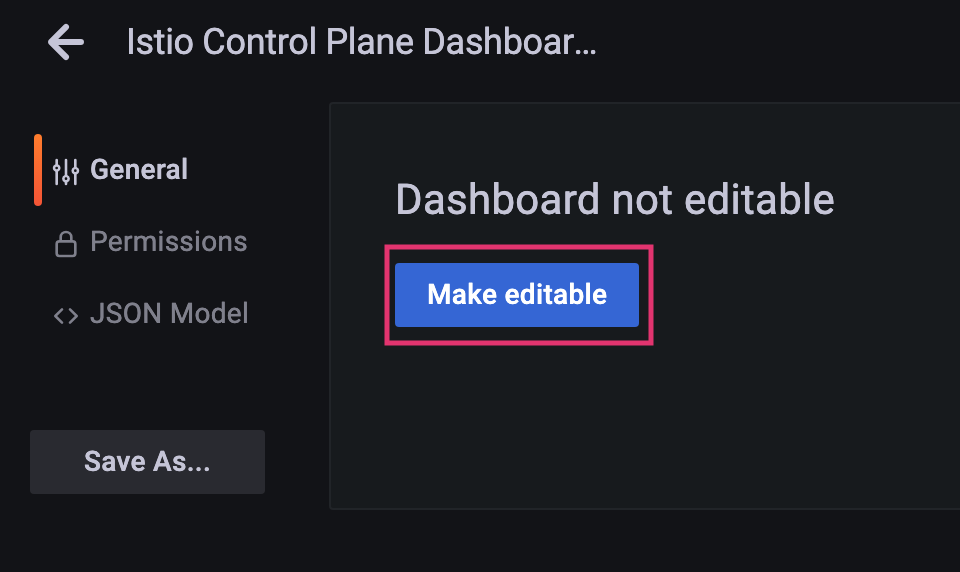 Istio Control Plane Dashboar...
General
Permissions
JSON Model
Save As...
Dashboard not editable
Make editable